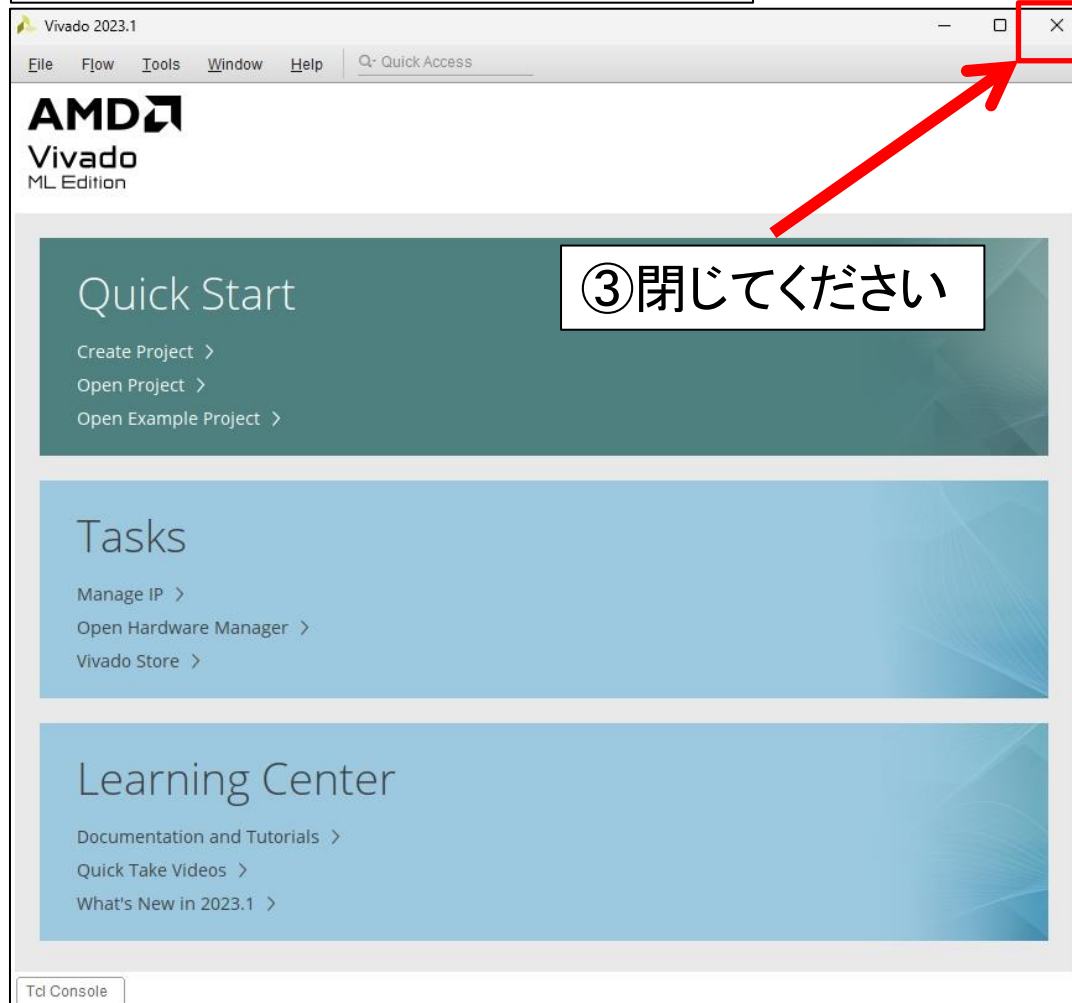 Vivado 2023.1
File Flow Tools Window Help Quick Access
AMD
Vivado
ML Edition
③閉じてください
Quick Start
Create Project
Open Project
Open Example Project
Tasks
Manage IP
Open Hardware Manager
Vivado Store
Learning Center
Documentation and Tutorials
Quick Take Videos
What's New in 2023.1
Tcl Console